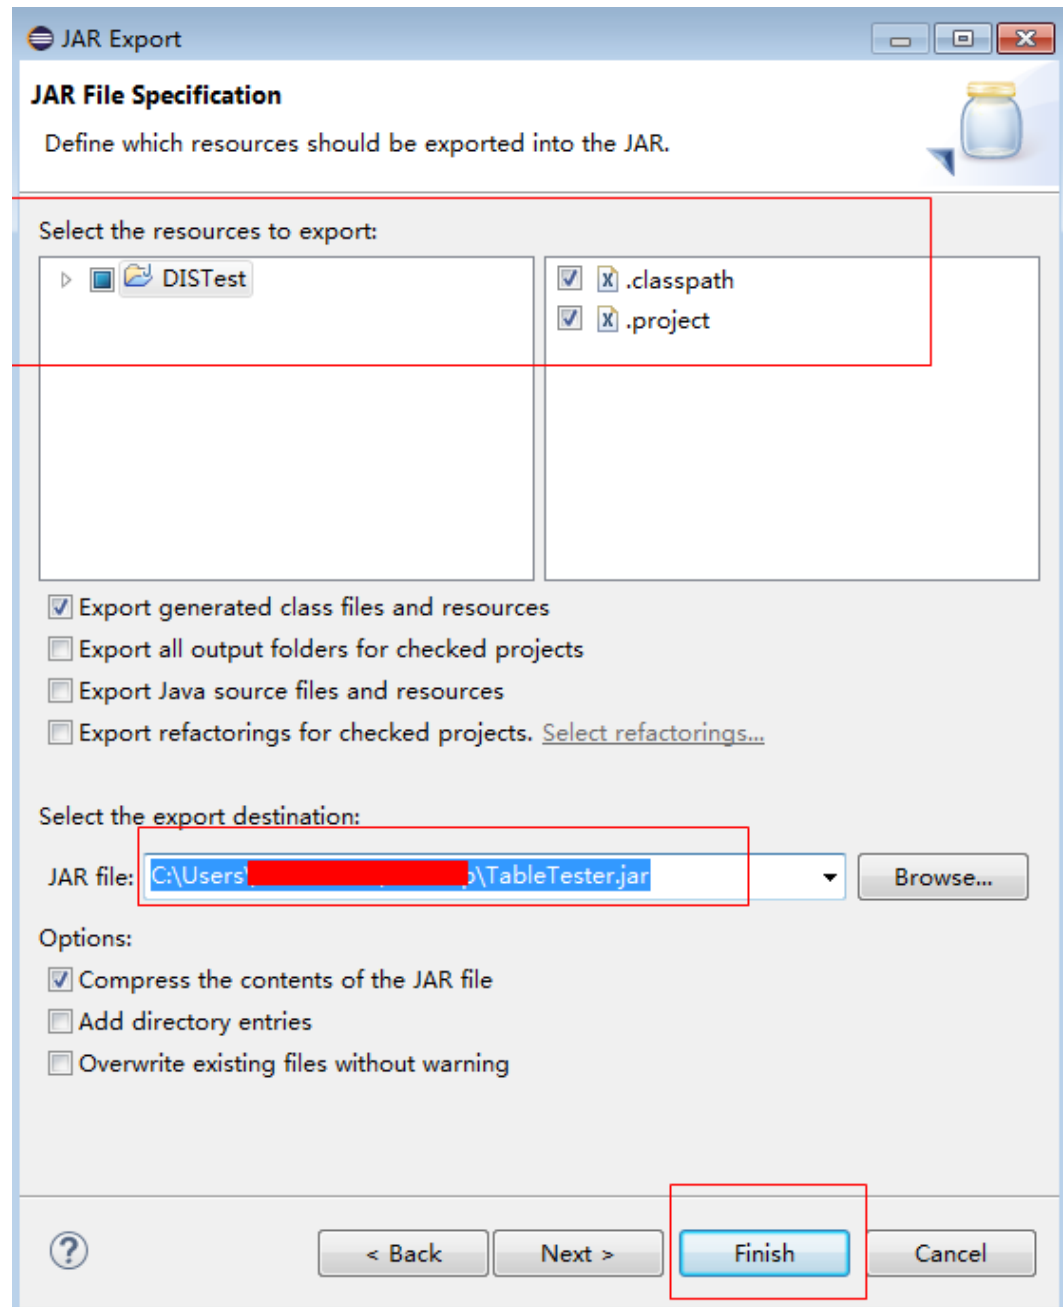 JAR Export
JAR File Specification
Define which resources should be exported into the JAR.
Select the resources to export:
DISTest
.classpath
.project
Export generated class files and resources
Export all output folders for checked projects
Export Java source files and resources
Export refactorings for checked projects. Select refactorings...
Select the export destination:
JAR file: C:\Users\ p\TableTester.jar Browse...
Options:
Compress the contents of the JAR file
Add directory entries
Overwrite existing files without warning
? < Back Next > Finish Cancel